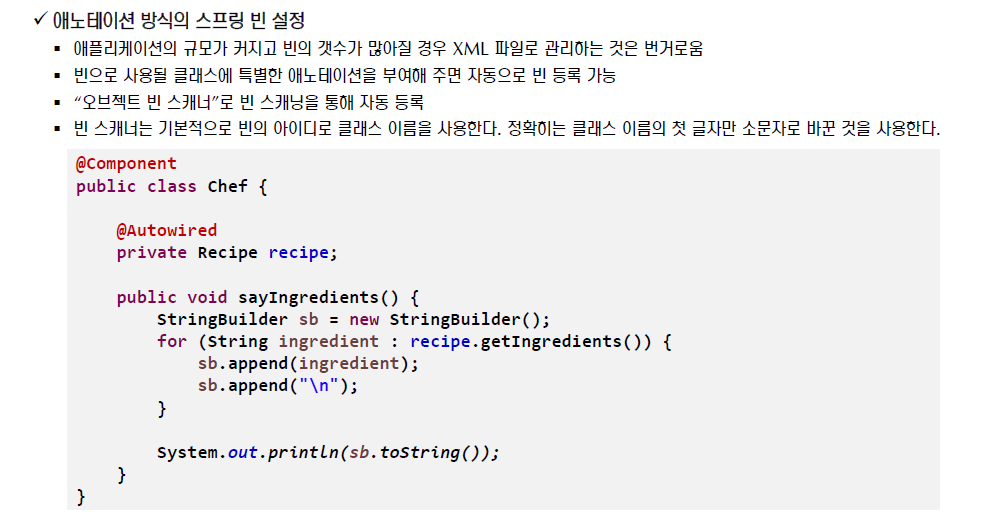 ✓ 애노테이션 방식의 스프링 빈 설정
▪ 애플리케이션의 규모가 커지고 빈의 갯수가 많아질 경우 XML 파일로 관리하는 것은 번거로움
▪ 빈으로 사용될 클래스에 특별한 애노테이션을 부여해 주면 자동으로 빈 등록 가능
▪ “오브젝트 빈 스캐너”로 빈 스캐닝을 통해 자동 등록
▪ 빈 스캐너는 기본적으로 빈의 아이디로 클래스 이름을 사용한다. 정확히는 클래스 이름의 첫 글자만 소문자로 바꾼 것을 사용한다.
@Component
public class Chef {
    @Autowired
    private Recipe recipe;
    public void sayIngredients() {
        StringBuilder sb = new StringBuilder();
        for (String ingredient : recipe.getIngredients()) {
            sb.append(ingredient);
            sb.append("\n");
        }
        System.out.println(sb.toString());
    }
}